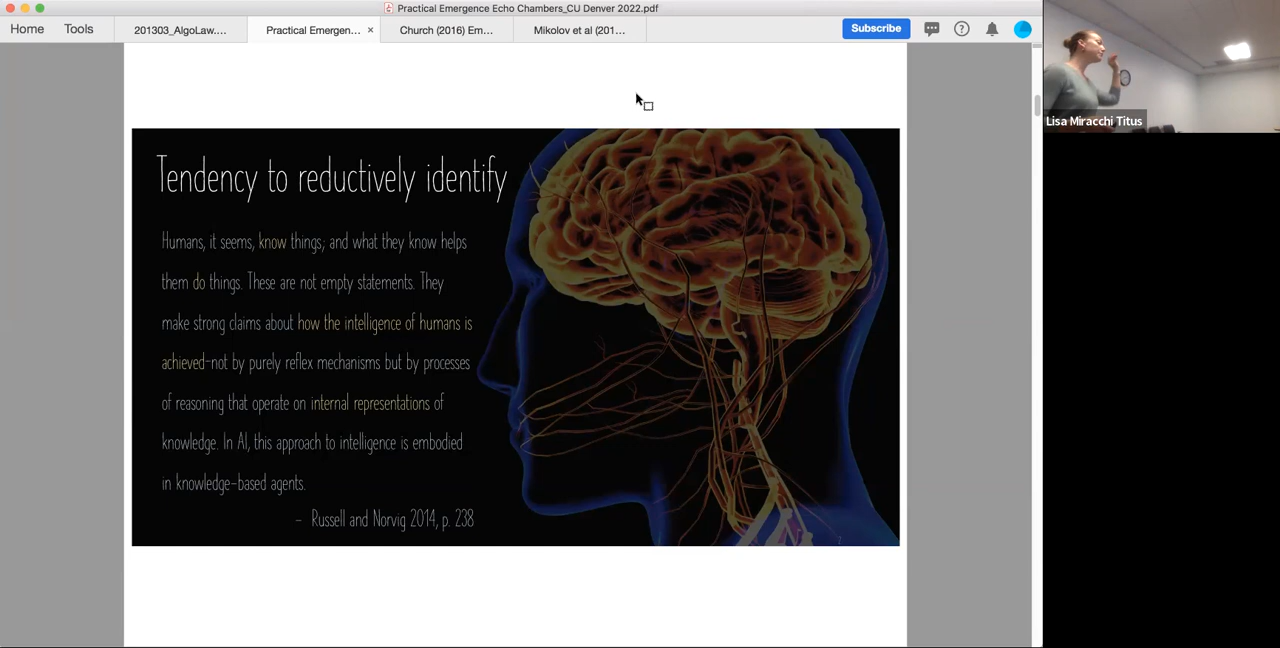 Practical Emergence Echo Chambers_CU Denver 2022.pdf
Home Tools 201303_AlgoLaw.... Practical Emergen... × Church (2016) Em... Mikolov et al (201... Subscribe
Lisa Miracchi Titus
Tendency to reductively identify
Humans, it seems, know things; and what they know helps
them do things. These are not empty statements. They
make strong claims about how the intelligence of humans is
achieved—not by purely reflex mechanisms but by processes
of reasoning that operate on internal representations of
knowledge. In AI, this approach to intelligence is embodied
in knowledge-based agents.
– Russell and Norvig 2014, p. 238